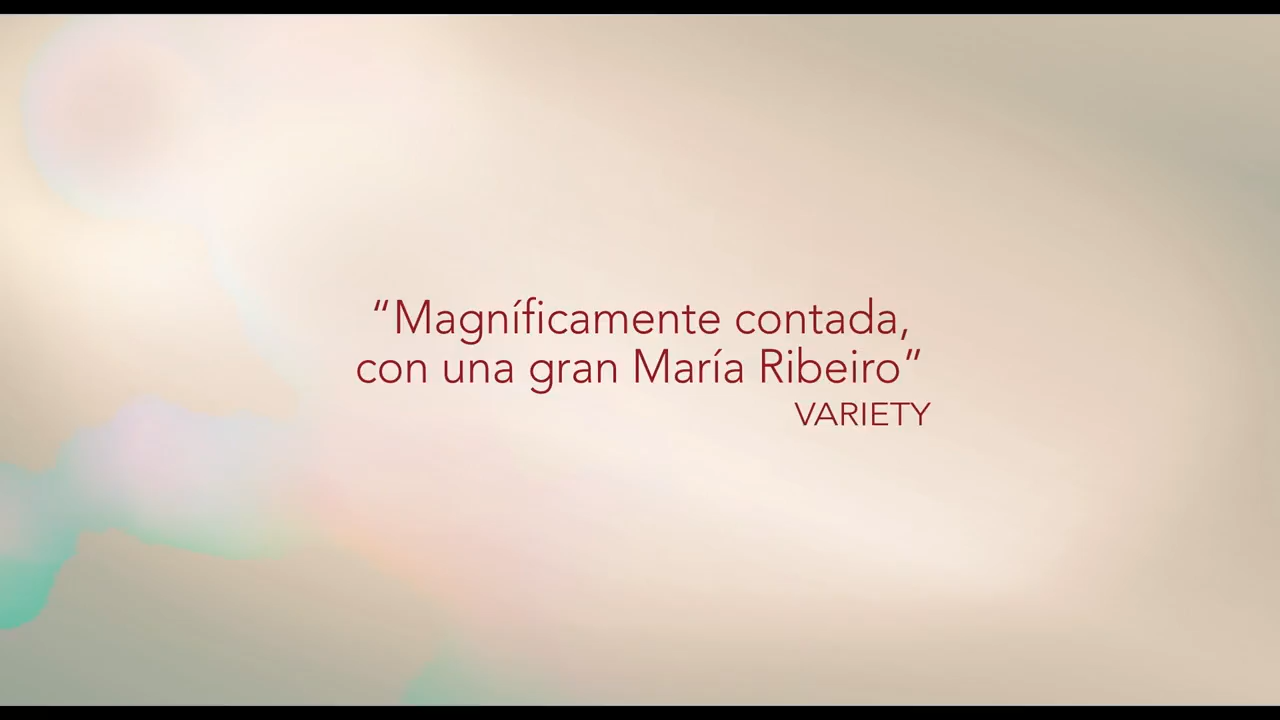 “Magníficamente contada,
con una gran María Ribeiro”
VARIETY